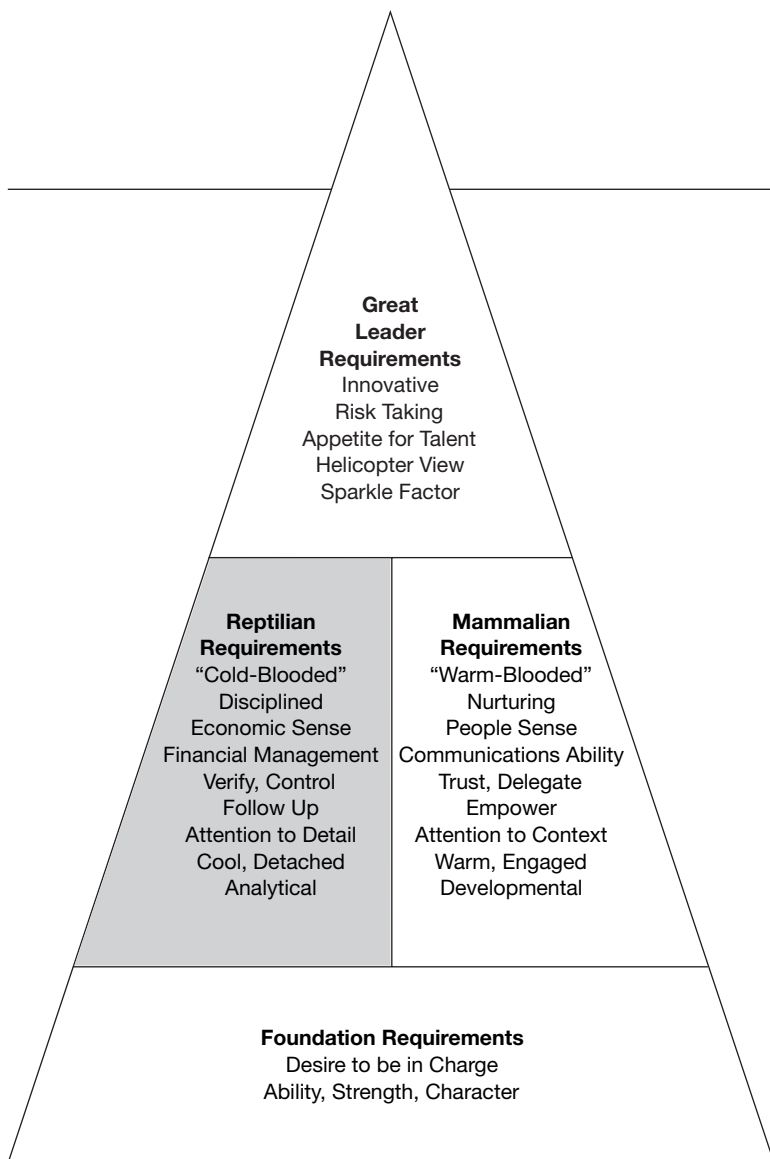 Great
Leader
Requirements
Innovative
Risk Taking
Appetite for Talent
Helicopter View
Sparkle Factor
Reptilian
Requirements
“Cold-Blooded”
Disciplined
Economic Sense
Financial Management
Verify, Control
Follow Up
Attention to Detail
Cool, Detached
Analytical
Mammalian
Requirements
“Warm-Blooded”
Nurturing
People Sense
Communications Ability
Trust, Delegate
Empower
Attention to Context
Warm, Engaged
Developmental
Foundation Requirements
Desire to be in Charge
Ability, Strength, Character